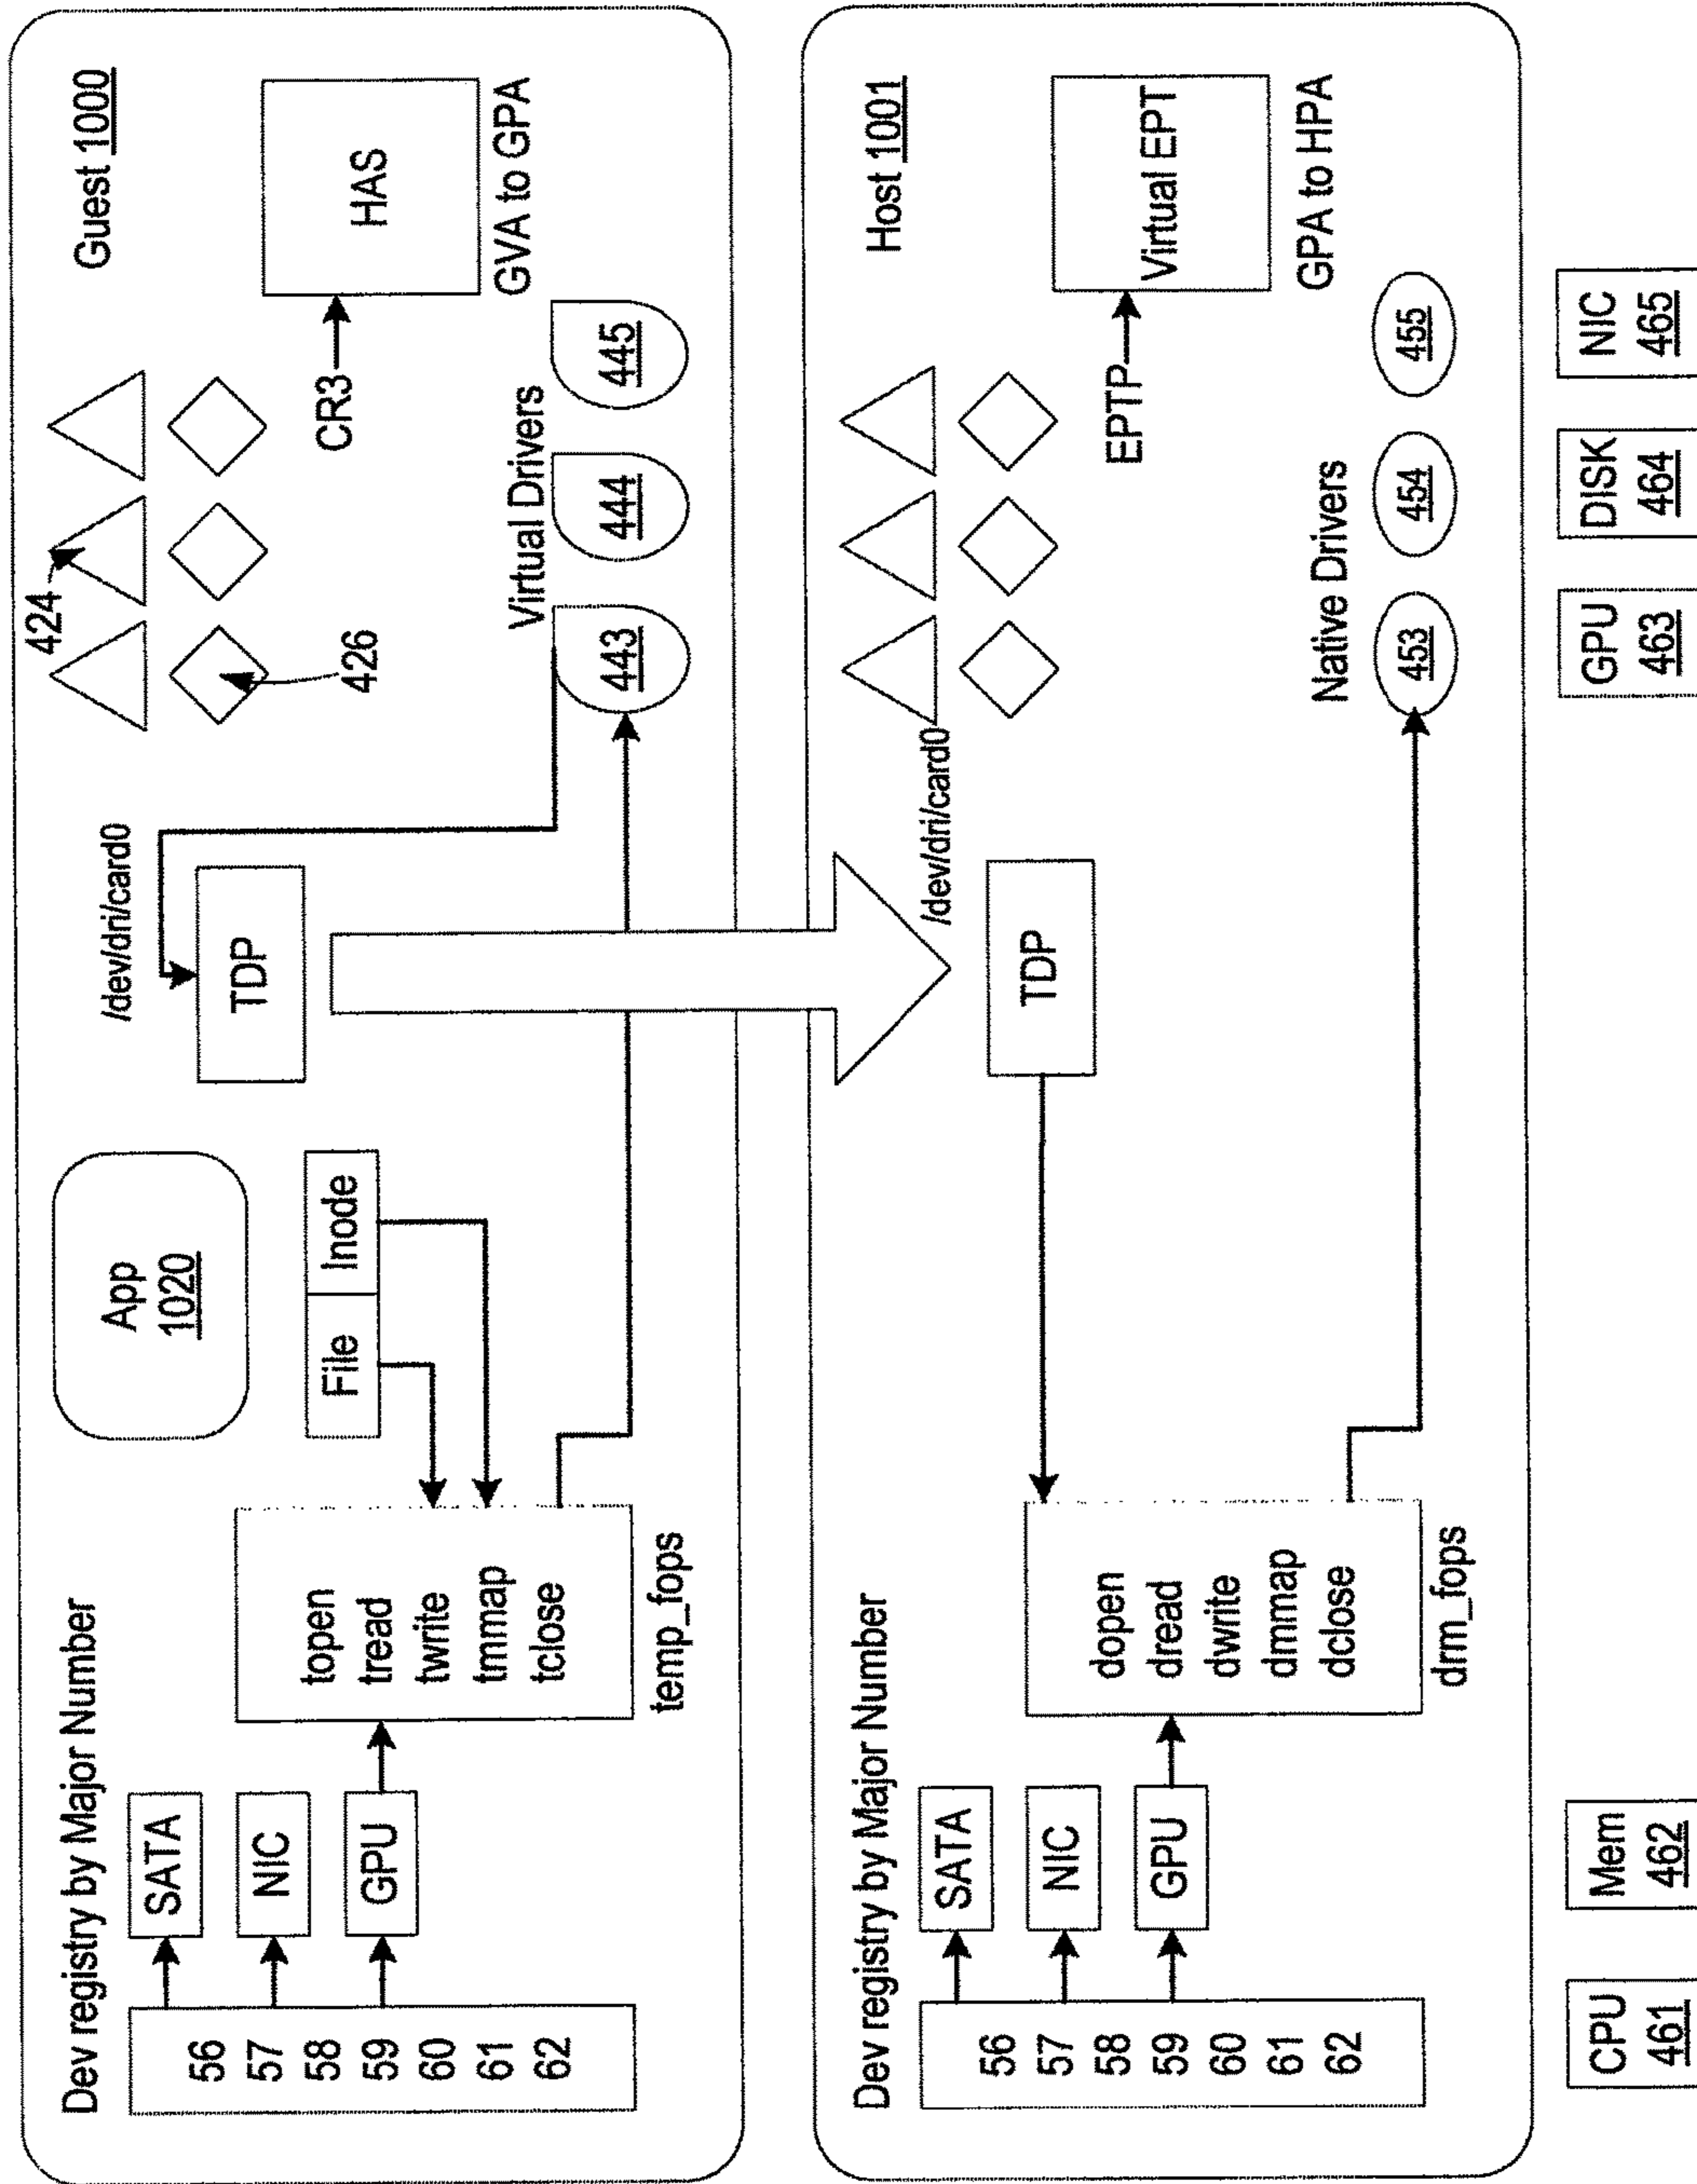 Guest 1000
Dev registry by Major Number
56
57
58
59
60
61
62
SATA
NIC
GPU
topen
tread
twrite
tmmap
tclose
temp_fops
App
1020
File
Inode
/dev/dri/card0
TDP
424
426
CR3
HAS
GVA to GPA
Virtual Drivers
443
444
445
Host 1001
Dev registry by Major Number
56
57
58
59
60
61
62
SATA
NIC
GPU
dopen
dread
dwrite
dmmap
dclose
drm_fops
/dev/dri/card0
TDP
EPTP
Virtual EPT
GPA to HPA
Native Drivers
453
454
455
CPU
461
Mem
462
GPU
463
DISK
464
NIC
465